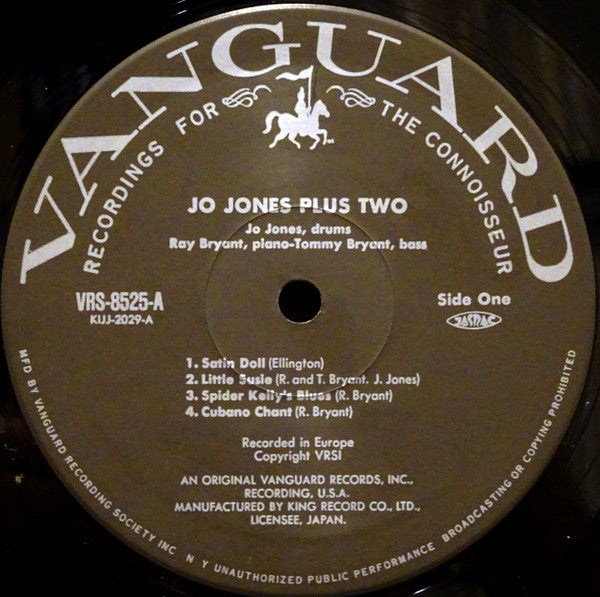 VANGUARD
RECORDINGS FOR THE CONNOISSEUR
JO JONES PLUS TWO
Jo Jones, drums
Ray Bryant, piano-Tommy Bryant, bass
VRS-8525-A
KIJJ-2029-A
Side One
JASRAC
1. Satin Doll (Ellington)
2. Little Susie (R. and T. Bryant. J. Jones)
3. Spider Kelly's Blues (R. Bryant)
4. Cubano Chant (R. Bryant)
Recorded in Europe
Copyright VRSI
AN ORIGINAL VANGUARD RECORDS, INC.,
RECORDING, U.S.A.
MANUFACTURED BY KING RECORD CO., LTD.,
LICENSEE, JAPAN.
MFD BY VANGUARD RECORDING SOCIETY INC N Y UNAUTHORIZED PUBLIC PERFORMANCE BROADCASTING OR COPYING PROHIBITED